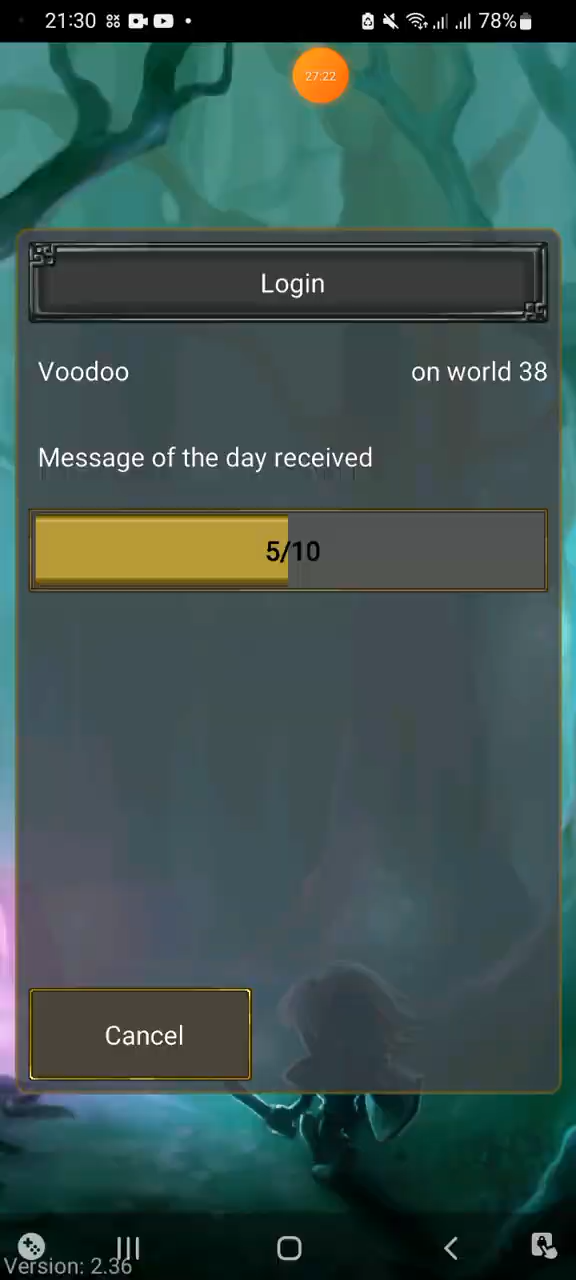 21:30
78%
27:22
Login
Voodoo
on world 38
Message of the day received
5/10
Cancel
Version: 2.36